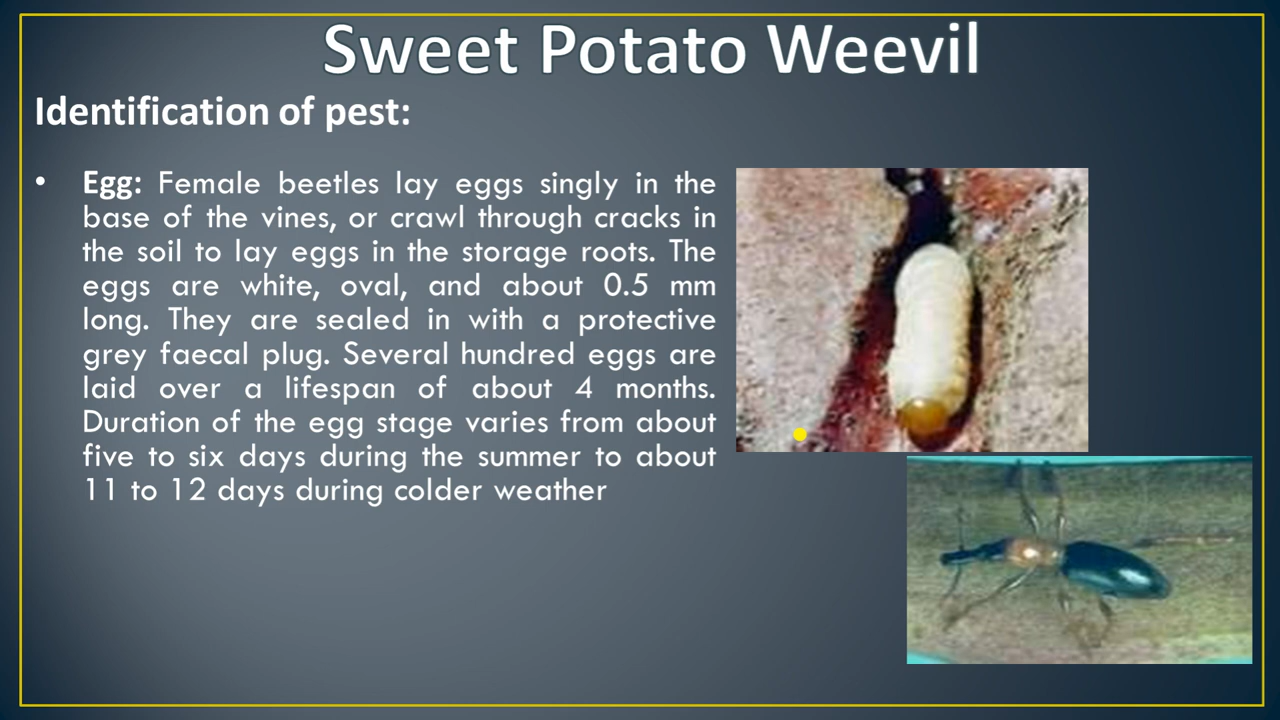 Sweet Potato Weevil
Identification of pest:
• Egg: Female beetles lay eggs singly in the
base of the vines, or crawl through cracks in
the soil to lay eggs in the storage roots. The
eggs are white, oval, and about 0.5 mm
long. They are sealed in with a protective
grey faecal plug. Several hundred eggs are
laid over a lifespan of about 4 months.
Duration of the egg stage varies from about
five to six days during the summer to about
11 to 12 days during colder weather